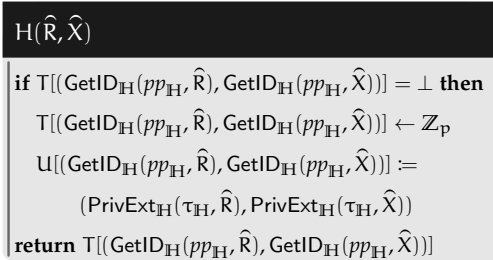 H(R̂, X̂)
if T[(GetID_ℍ(pp_ℍ, R̂), GetID_ℍ(pp_ℍ, X̂))] = ⊥ then
T[(GetID_ℍ(pp_ℍ, R̂), GetID_ℍ(pp_ℍ, X̂))] ← ℤ_p
U[(GetID_ℍ(pp_ℍ, R̂), GetID_ℍ(pp_ℍ, X̂))] ≔
(PrivExt_ℍ(τ_ℍ, R̂), PrivExt_ℍ(τ_ℍ, X̂))
return T[(GetID_ℍ(pp_ℍ, R̂), GetID_ℍ(pp_ℍ, X̂))]